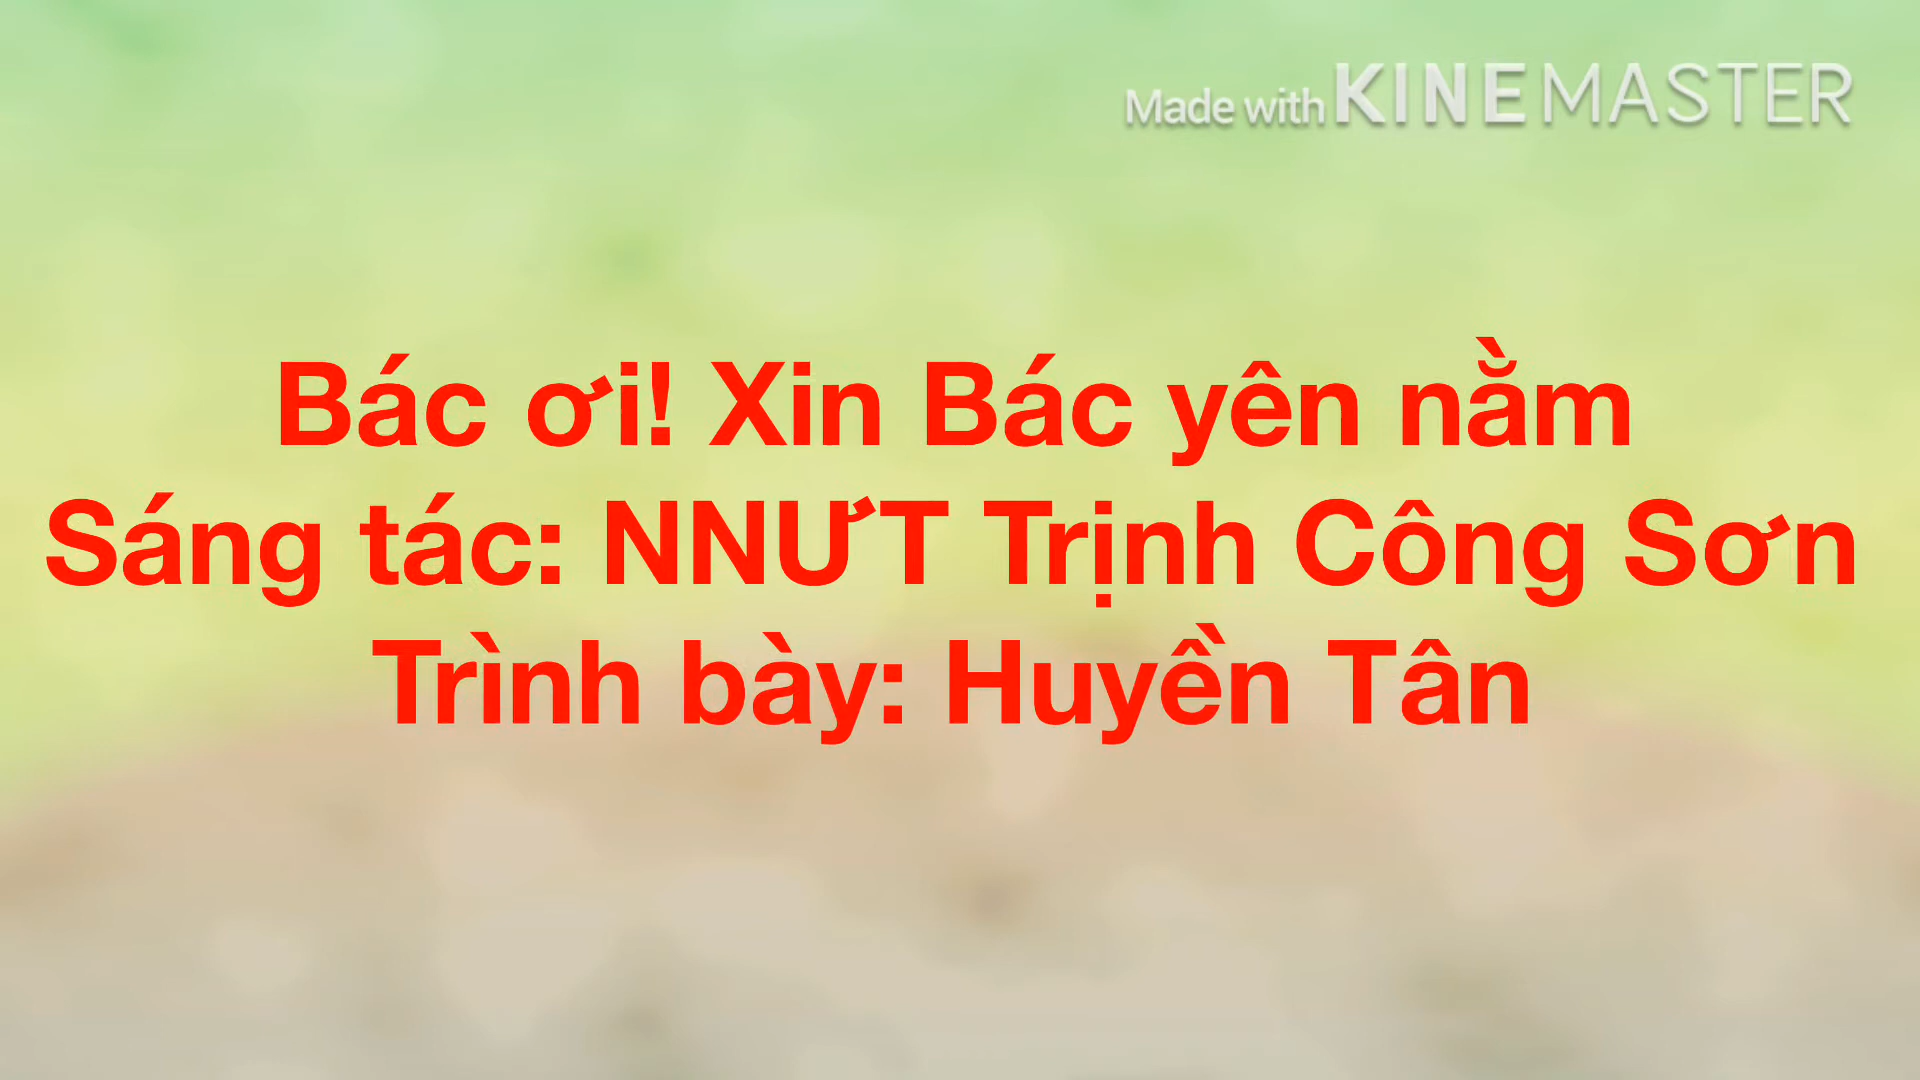 Made with KINEMASTER
Bác ơi! Xin Bác yên nằm
Sáng tác: NNƯT Trịnh Công Sơn
Trình bày: Huyền Tân